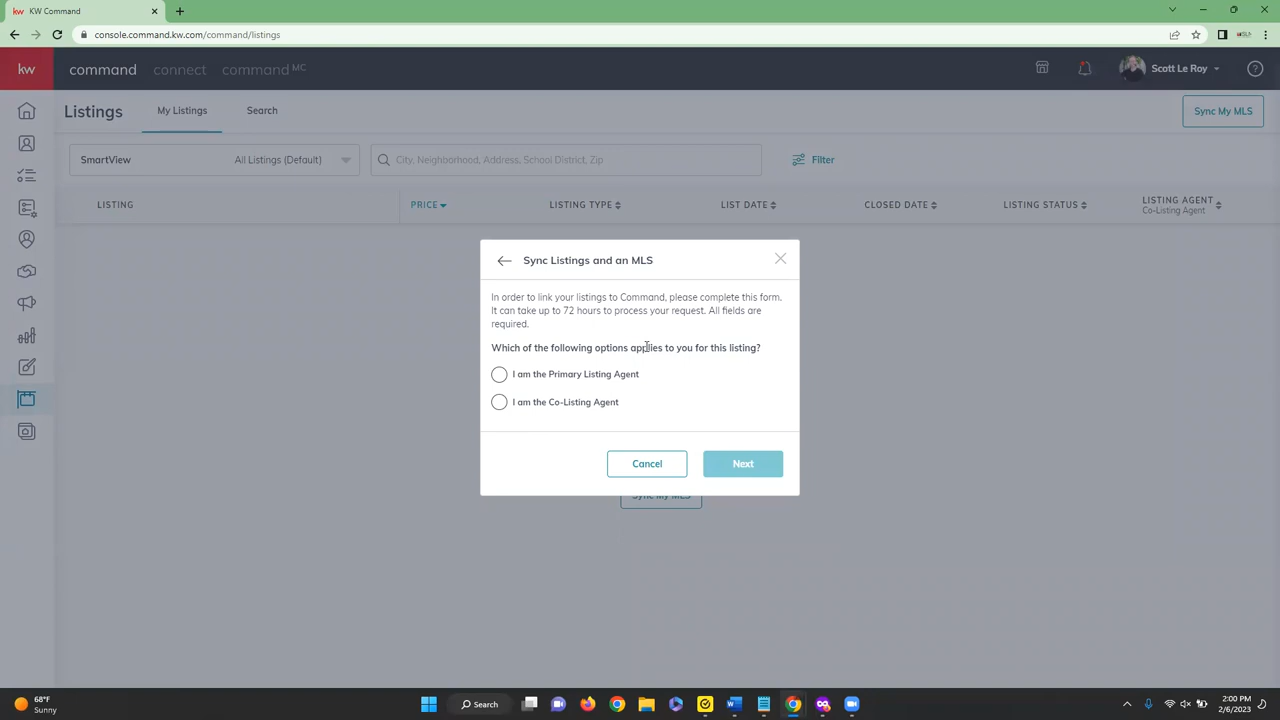 KW Command
console.command.kw.com/command/listings
kw
command
connect
command MC
Scott Le Roy
Listings
My Listings
Search
Sync My MLS
SmartView
All Listings (Default)
City, Neighborhood, Address, School District, Zip
Filter
LISTING
PRICE
LISTING TYPE
LIST DATE
CLOSED DATE
LISTING STATUS
LISTING AGENT
Co-Listing Agent
Sync Listings and an MLS
In order to link your listings to Command, please complete this form.
It can take up to 72 hours to process your request. All fields are
required.
Which of the following options applies to you for this listing?
I am the Primary Listing Agent
I am the Co-Listing Agent
Cancel
Next
Sync My MLS
68°F
Sunny
Search
2:00 PM
2/6/2023